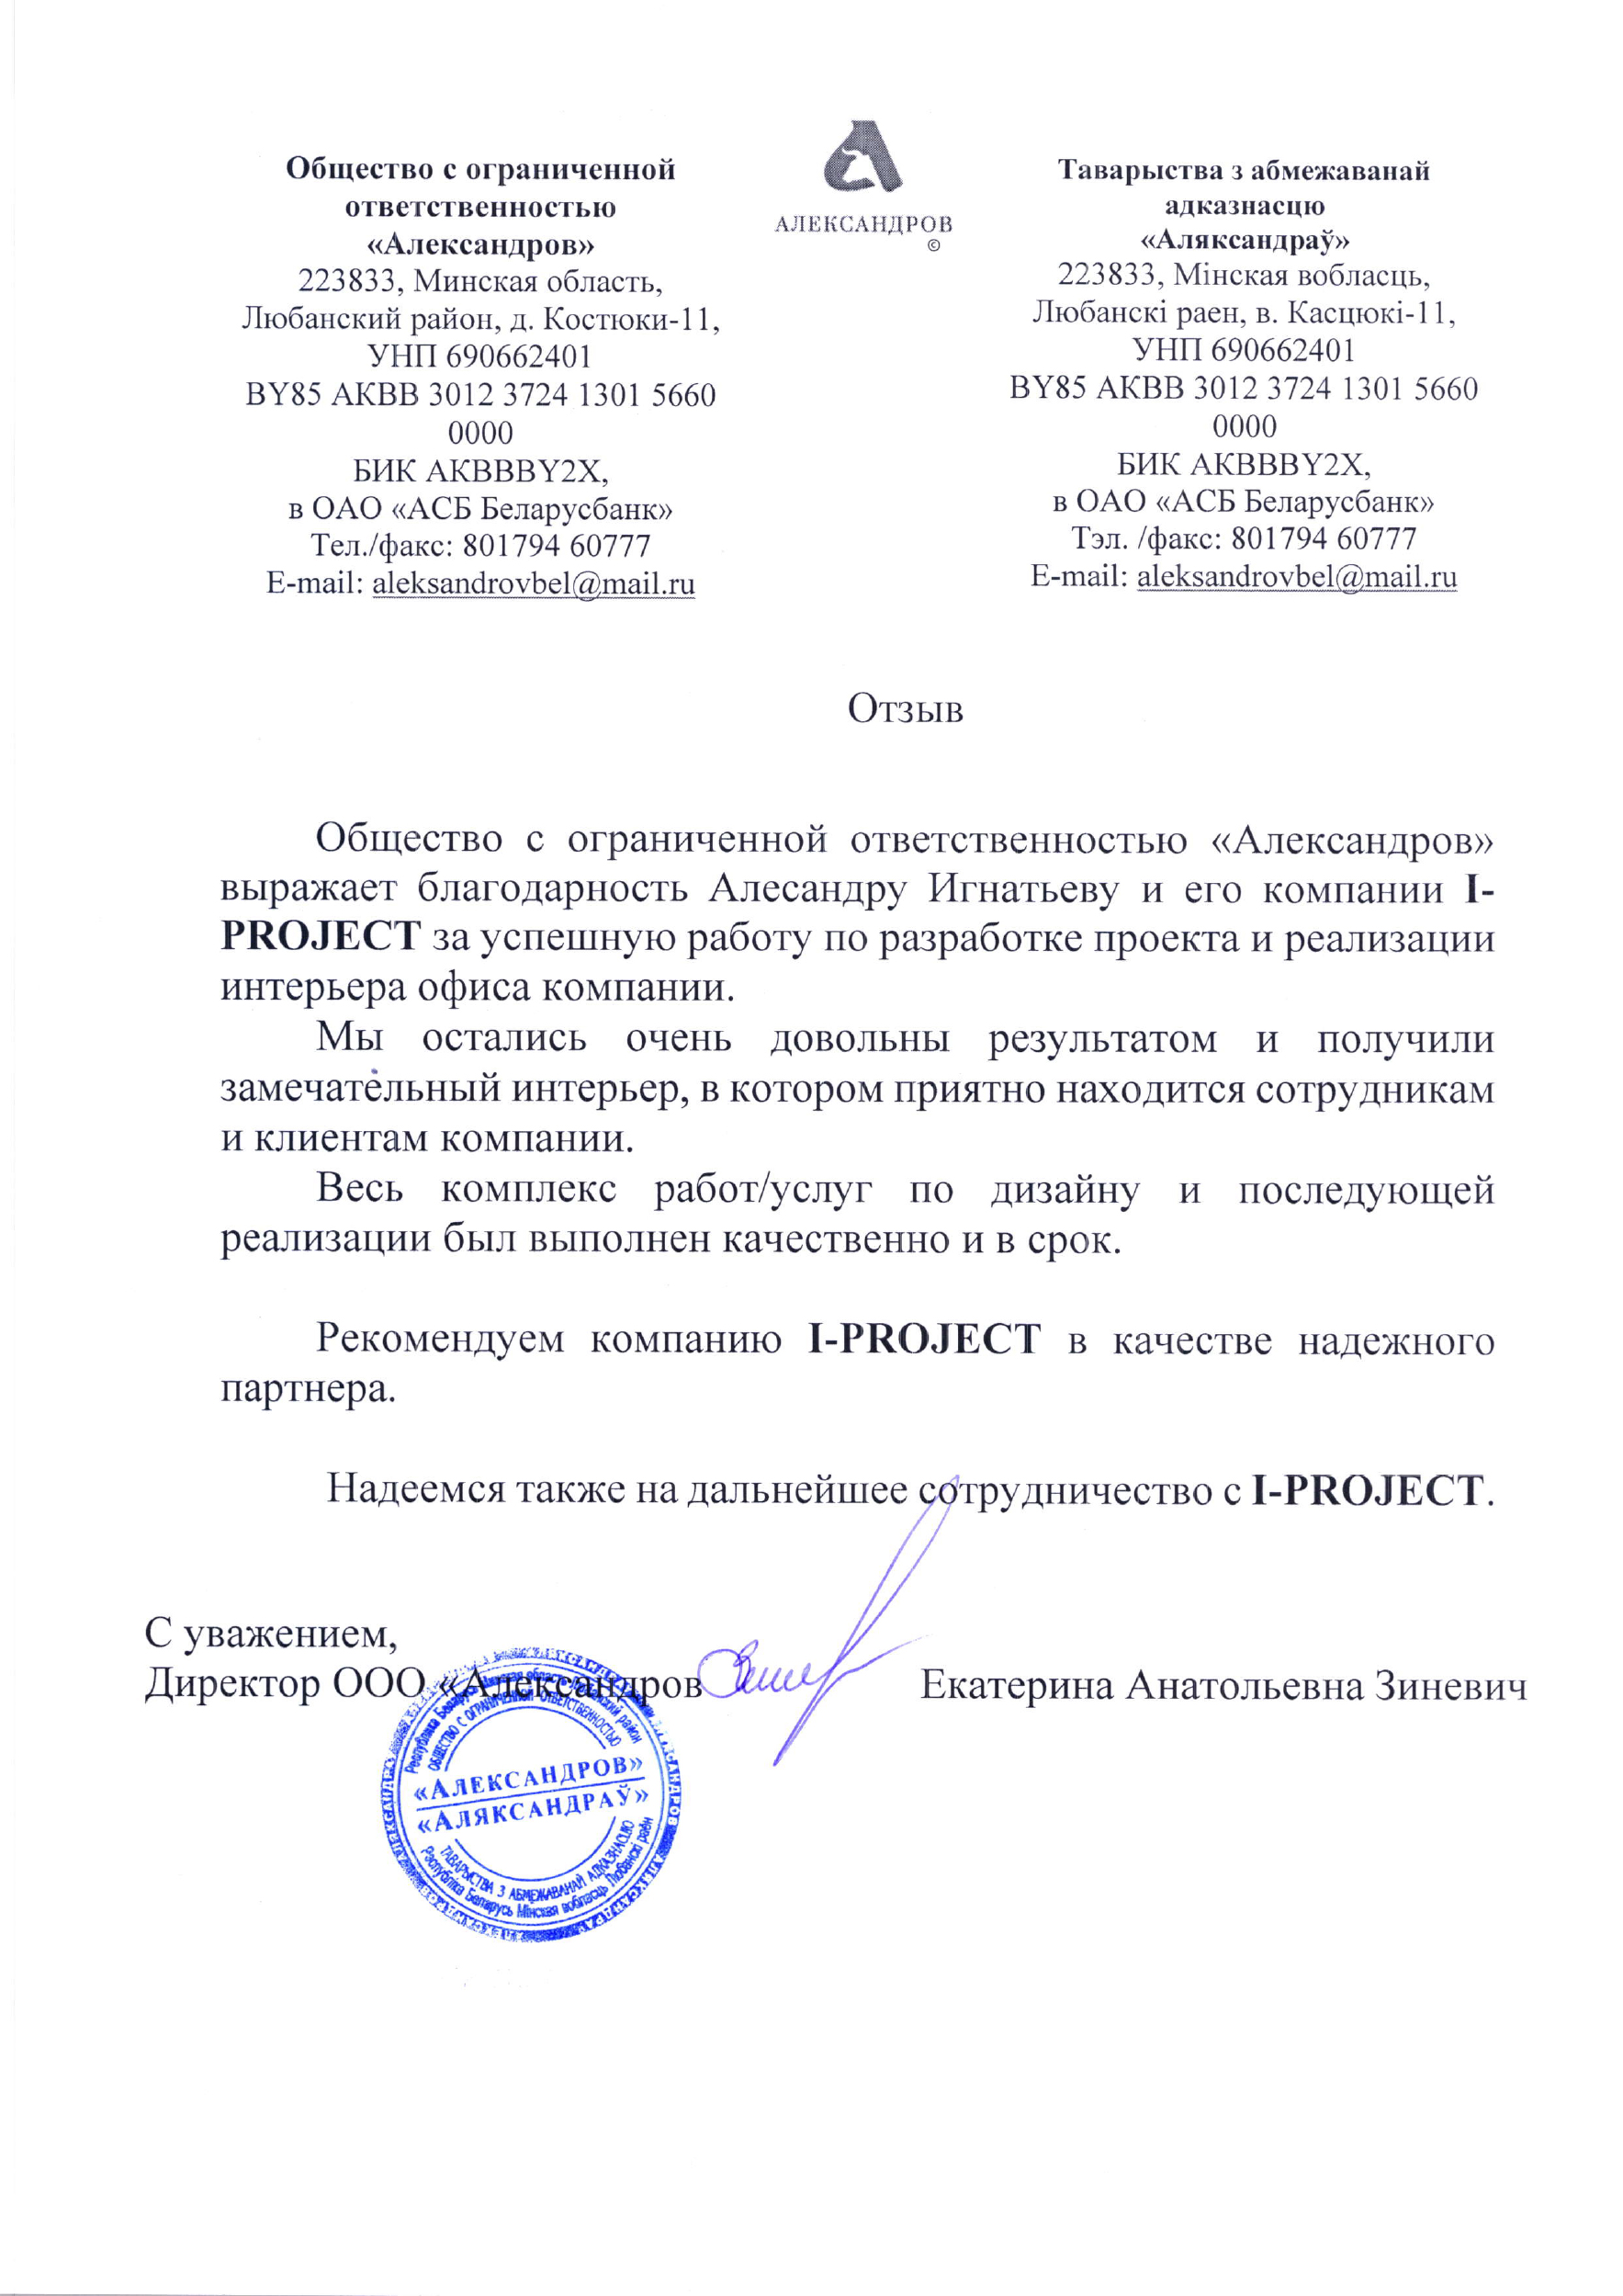 Общество с ограниченной
ответственностью
«Александров»
223833, Минская область,
Любанский район, д. Костюки-11,
УНП 690662401
BY85 АКВВ 3012 3724 1301 5660
0000
БИК AKBBBY2X,
в ОАО «АСБ Беларусбанк»
Тел./факс: 801794 60777
E-mail: aleksandrovbel@mail.ru
АЛЕКСАНДРОВ
©
Таварыства з абмежаванай
адказнасцю
«Аляксандраў»
223833, Мінская вобласць,
Любанскі раен, в. Касцюкі-11,
УНП 690662401
BY85 АКВВ 3012 3724 1301 5660
0000
БИК AKBBBY2X,
в ОАО «АСБ Беларусбанк»
Тэл. /факс: 801794 60777
E-mail: aleksandrovbel@mail.ru
Отзыв
Общество с ограниченной ответственностью «Александров»
выражает благодарность Алесандру Игнатьеву и его компании I-
PROJECT за успешную работу по разработке проекта и реализации
интерьера офиса компании.
Мы остались очень довольны результатом и получили
замечательный интерьер, в котором приятно находится сотрудникам
и клиентам компании.
Весь комплекс работ/услуг по дизайну и последующей
реализации был выполнен качественно и в срок.
Рекомендуем компанию I-PROJECT в качестве надежного
партнера.
Надеемся также на дальнейшее сотрудничество с I-PROJECT.
С уважением,
Директор ООО «Александров
Екатерина Анатольевна Зиневич
Республика Беларусь Минская область Любанский район
ОБЩЕСТВО С ОГРАНИЧЕННОЙ ОТВЕТСТВЕННОСТЬЮ
«АЛЕКСАНДРОВ»
«АЛЯКСАНДРАЎ»
ТАВАРЫСТВА З АБМЕЖАВАНАЙ АДКАЗНАСЦЮ
Рэспубліка Беларусь Мінская вобласць Любанскі раён